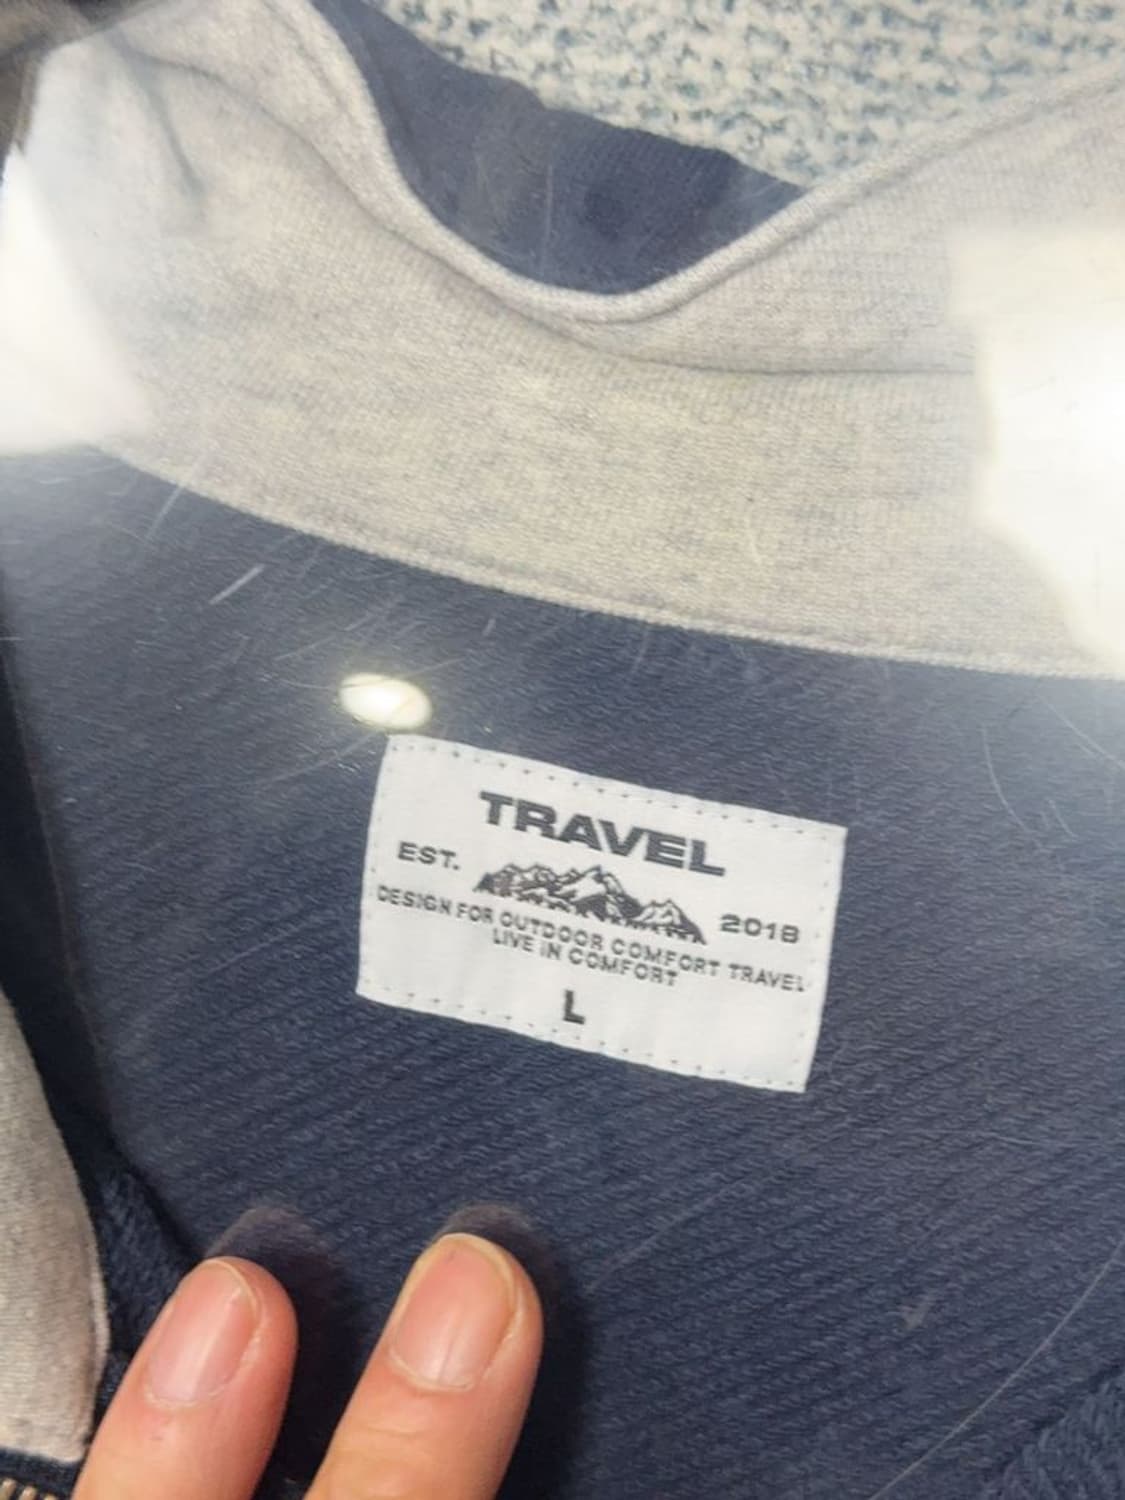 TRAVEL
EST. 2018
DESIGN FOR OUTDOOR COMFORT TRAVEL
LIVE IN COMFORT
L